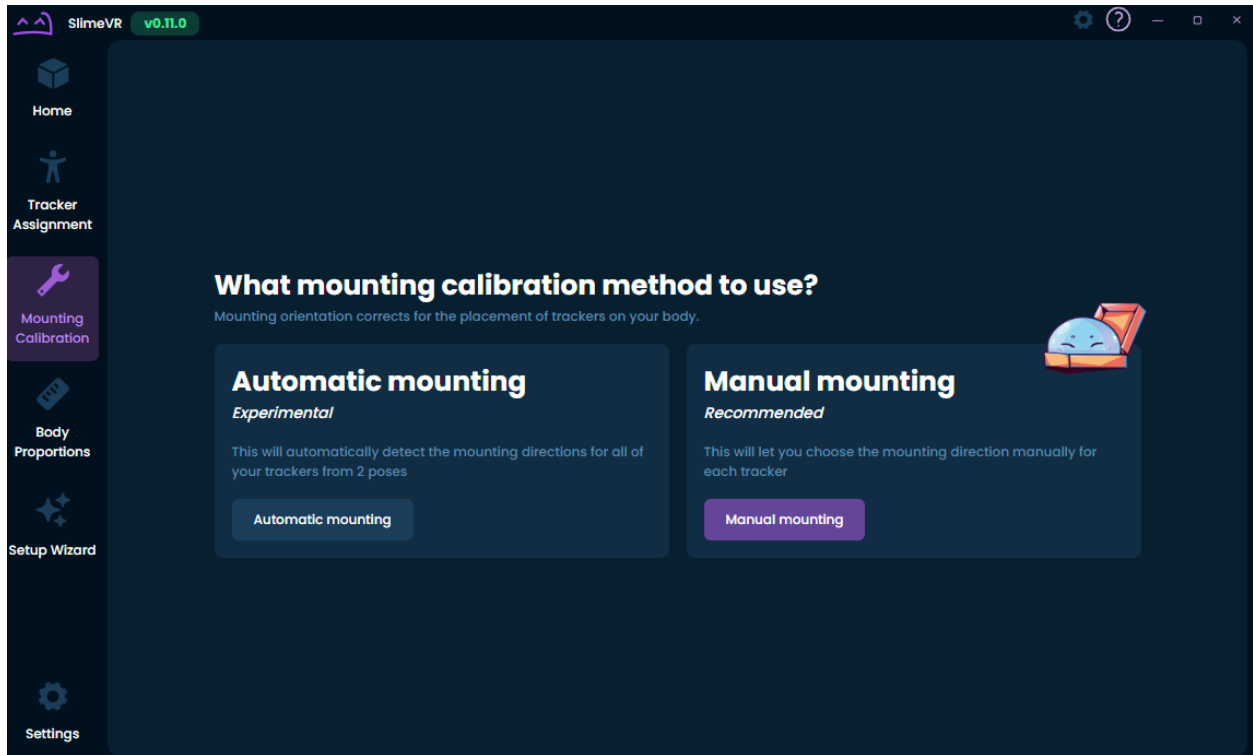 SlimeVR v0.11.0
Home
Tracker
Assignment
Mounting
Calibration
Body
Proportions
Setup Wizard
Settings
What mounting calibration method to use?
Mounting orientation corrects for the placement of trackers on your body.
Automatic mounting
Experimental
This will automatically detect the mounting directions for all of
your trackers from 2 poses
Automatic mounting
Manual mounting
Recommended
This will let you choose the mounting direction manually for
each tracker
Manual mounting